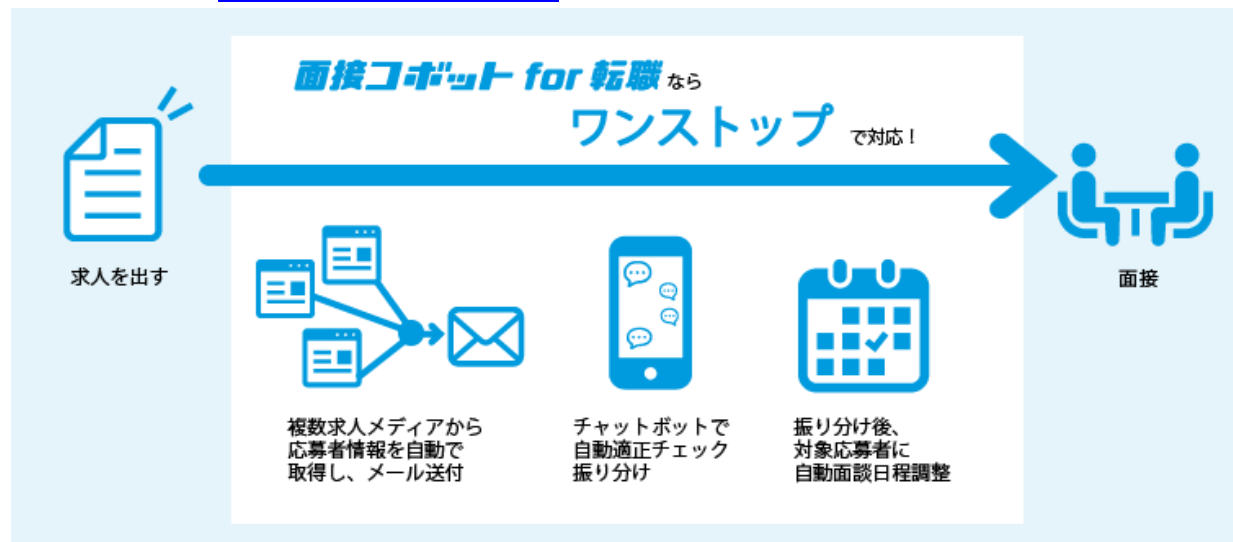 面接コボット for 転職 なら
ワンストップ で対応！
求人を出す
面接
複数求人メディアから
応募者情報を自動で
取得し、メール送付
チャットボットで
自動適正チェック
振り分け
振り分け後、
対象応募者に
自動面談日程調整